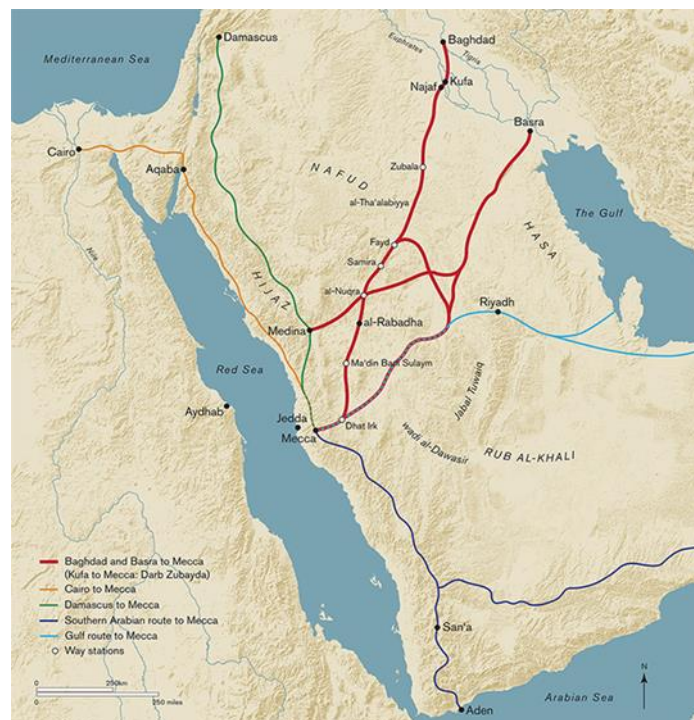 Damascus
Baghdad
Mediterranean Sea
Euphrates
Tigris
Najaf
Kufa
Basra
Cairo
Zubala
Aqaba
NAFUD
al-Tha'alabiyya
The Gulf
HASA
Nile
Fayd
Samira
HIJAZ
al-Nuqra
Riyadh
Medina
al-Rabadha
Ma'din Bani Sulaym
Red Sea
Jabal Tuwaiq
Aydhab
Jedda
Mecca
Dhat Irk
wadi al-Dawasir
RUB AL-KHALI
Baghdad and Basra to Mecca
(Kufa to Mecca: Darb Zubayda)
Cairo to Mecca
Damascus to Mecca
Southern Arabian route to Mecca
Gulf route to Mecca
Way stations
San'a
N
0 250km
0 250 miles
Aden
Arabian Sea